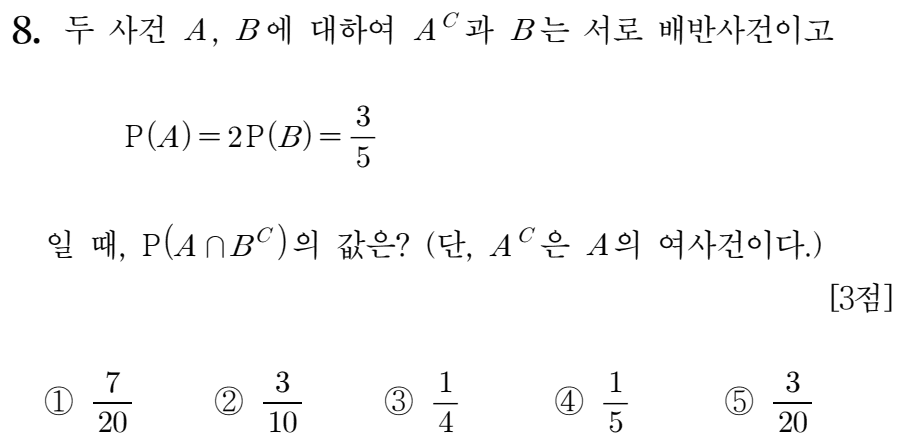 8. 두 사건 A, B에 대하여 A^C과 B는 서로 배반사건이고
P(A) = 2P(B) = 3/5
일 때, P(A∩B^C)의 값은? (단, A^C은 A의 여사건이다.)
[3점]
① 7/20 ② 3/10 ③ 1/4 ④ 1/5 ⑤ 3/20